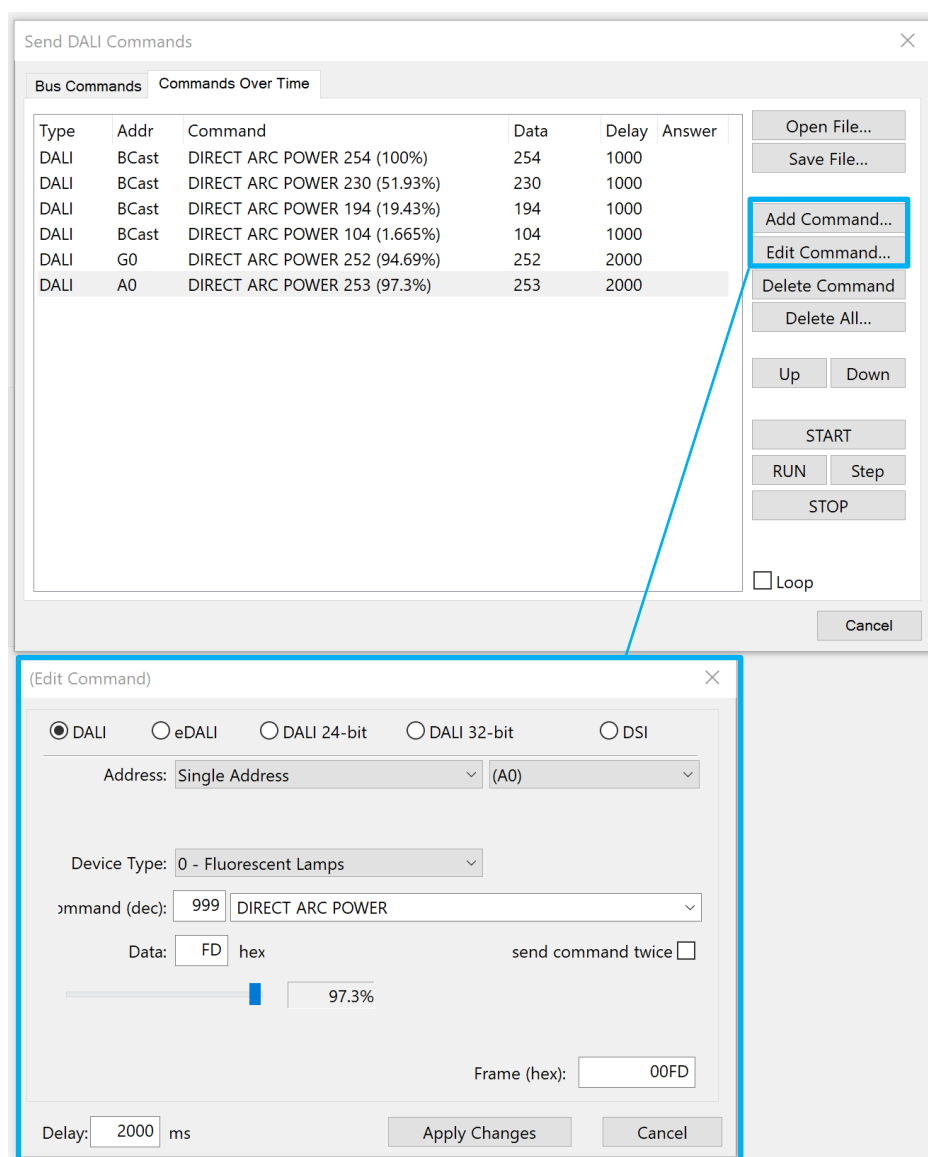 Send DALI Commands
Bus Commands Commands Over Time
Type Addr Command Data Delay Answer
DALI BCast DIRECT ARC POWER 254 (100%) 254 1000
DALI BCast DIRECT ARC POWER 230 (51.93%) 230 1000
DALI BCast DIRECT ARC POWER 194 (19.43%) 194 1000
DALI BCast DIRECT ARC POWER 104 (1.665%) 104 1000
DALI G0 DIRECT ARC POWER 252 (94.69%) 252 2000
DALI A0 DIRECT ARC POWER 253 (97.3%) 253 2000
Open File...
Save File...
Add Command...
Edit Command...
Delete Command
Delete All...
Up Down
START
RUN Step
STOP
Loop
Cancel
(Edit Command)
DALI eDALI DALI 24-bit DALI 32-bit DSI
Address: Single Address (A0)
Device Type: 0 - Fluorescent Lamps
ommand (dec): 999 DIRECT ARC POWER
Data: FD hex send command twice
97.3%
Frame (hex): 00FD
Delay: 2000 ms Apply Changes Cancel